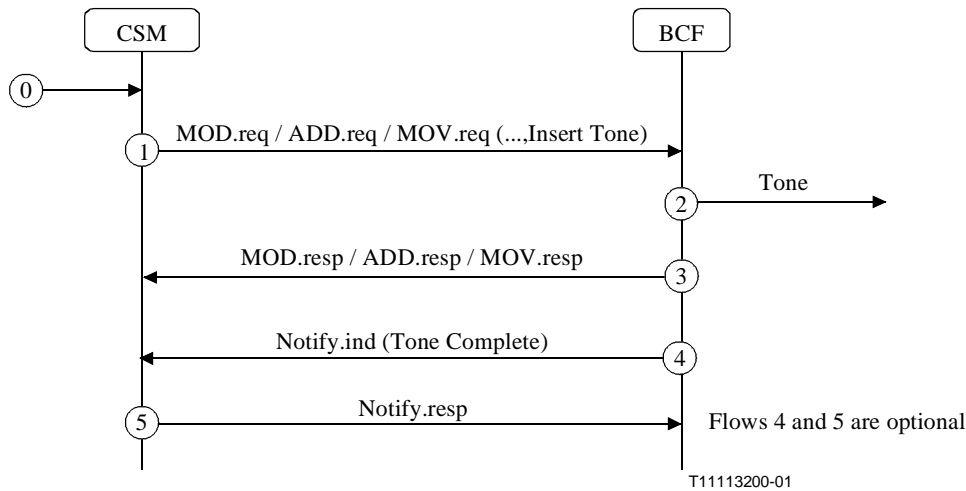 CSM
BCF
0
MOD.req / ADD.req / MOV.req (...,Insert Tone)
1
Tone
2
MOD.resp / ADD.resp / MOV.resp
3
Notify.ind (Tone Complete)
4
Notify.resp
5
Flows 4 and 5 are optional
T11113200-01